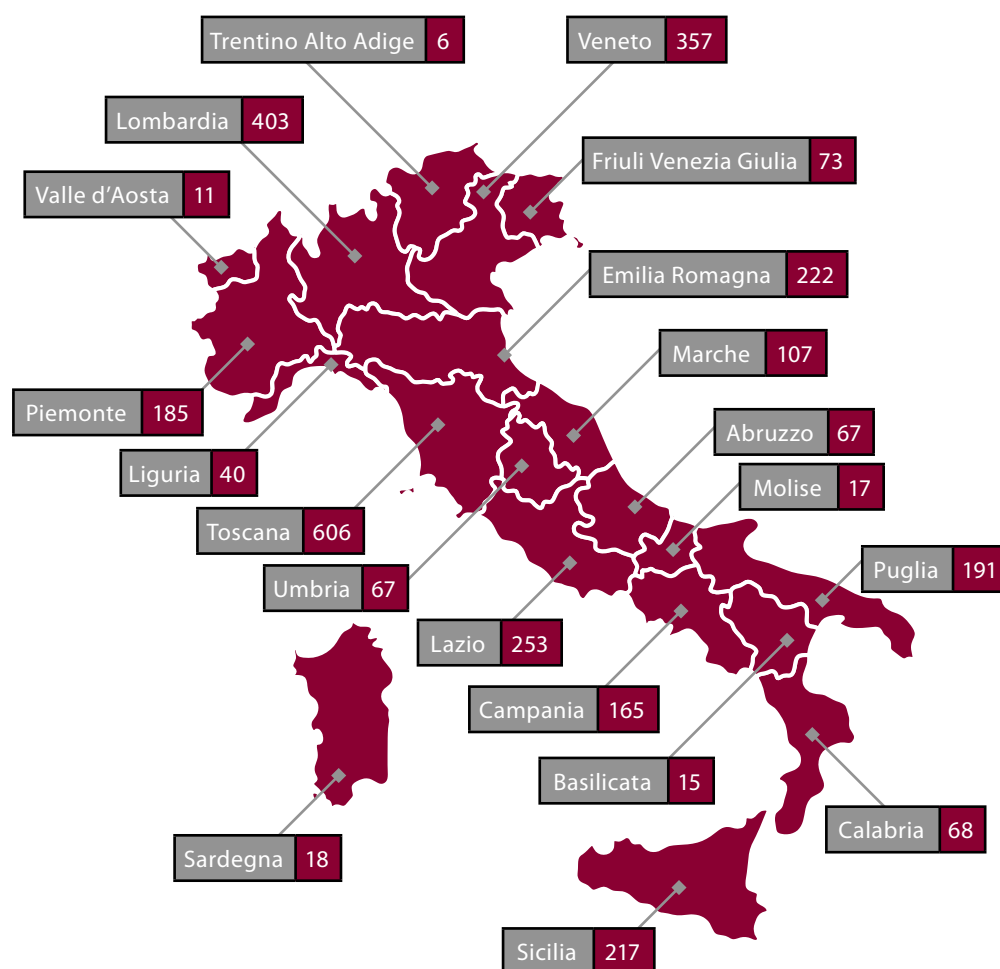 Trentino Alto Adige 6
Veneto 357
Lombardia 403
Friuli Venezia Giulia 73
Valle d’Aosta 11
Emilia Romagna 222
Marche 107
Piemonte 185
Abruzzo 67
Liguria 40
Molise 17
Toscana 606
Puglia 191
Umbria 67
Lazio 253
Campania 165
Basilicata 15
Calabria 68
Sardegna 18
Sicilia 217